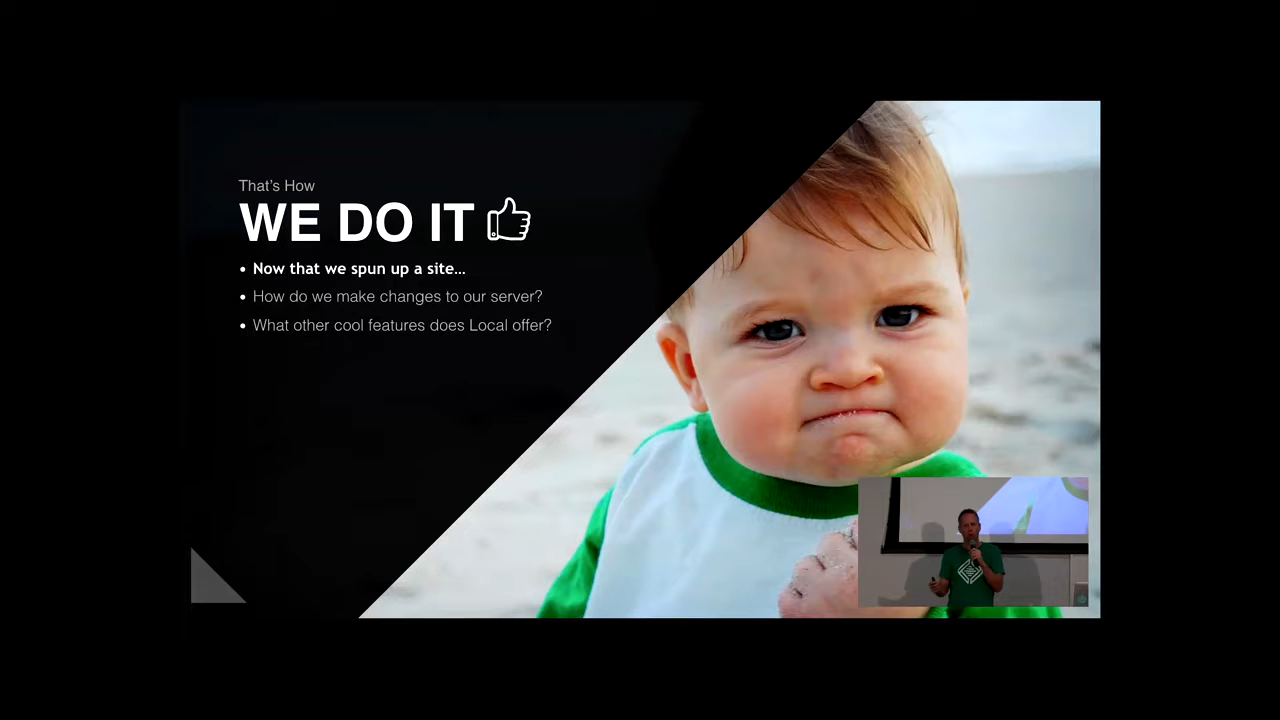 That's How
WE DO IT
• Now that we spun up a site...
• How do we make changes to our server?
• What other cool features does Local offer?